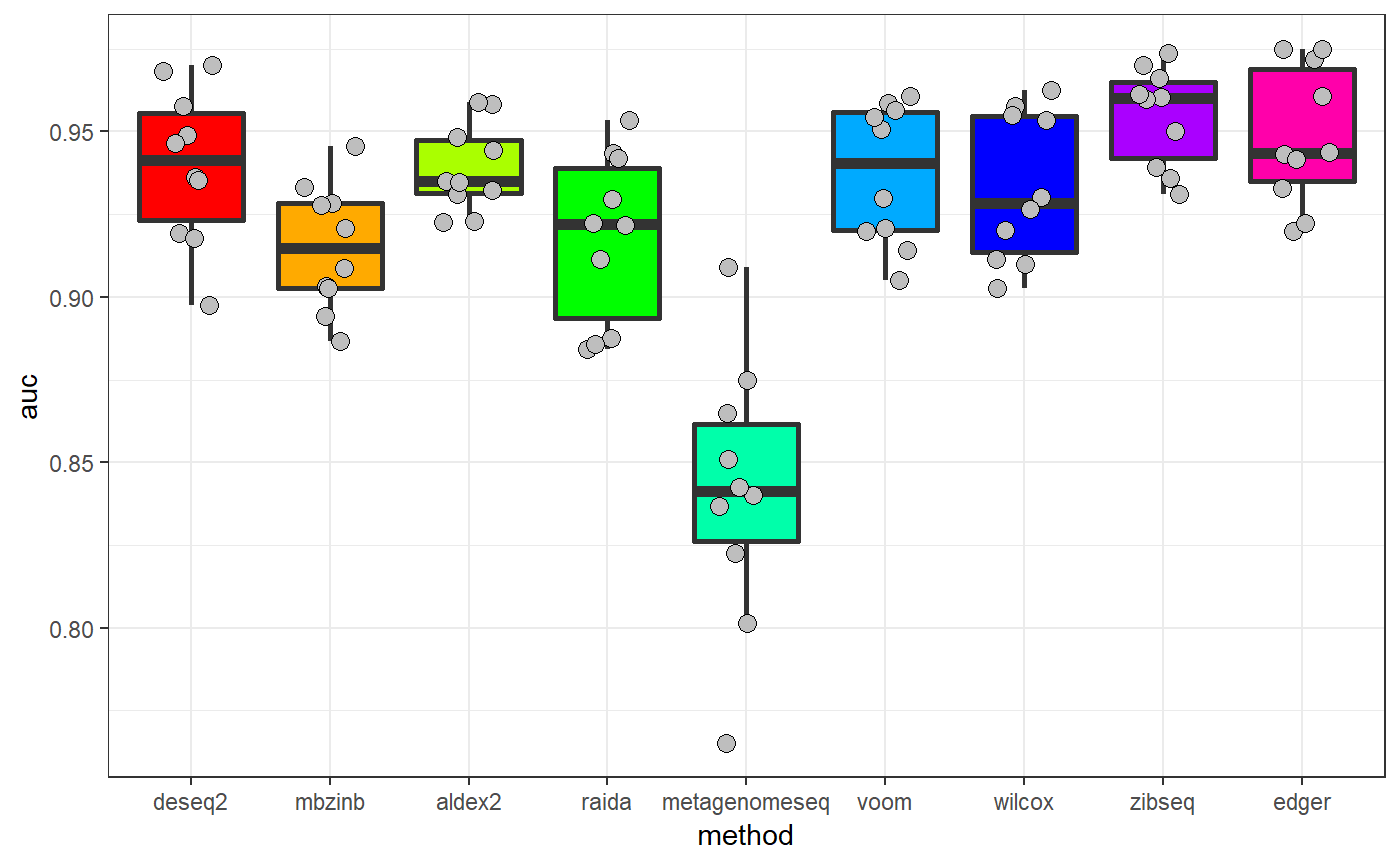 auc
0.95
0.90
0.85
0.80
deseq2 mbzinb aldex2 raida metagenomeseq voom wilcox zibseq edger
method